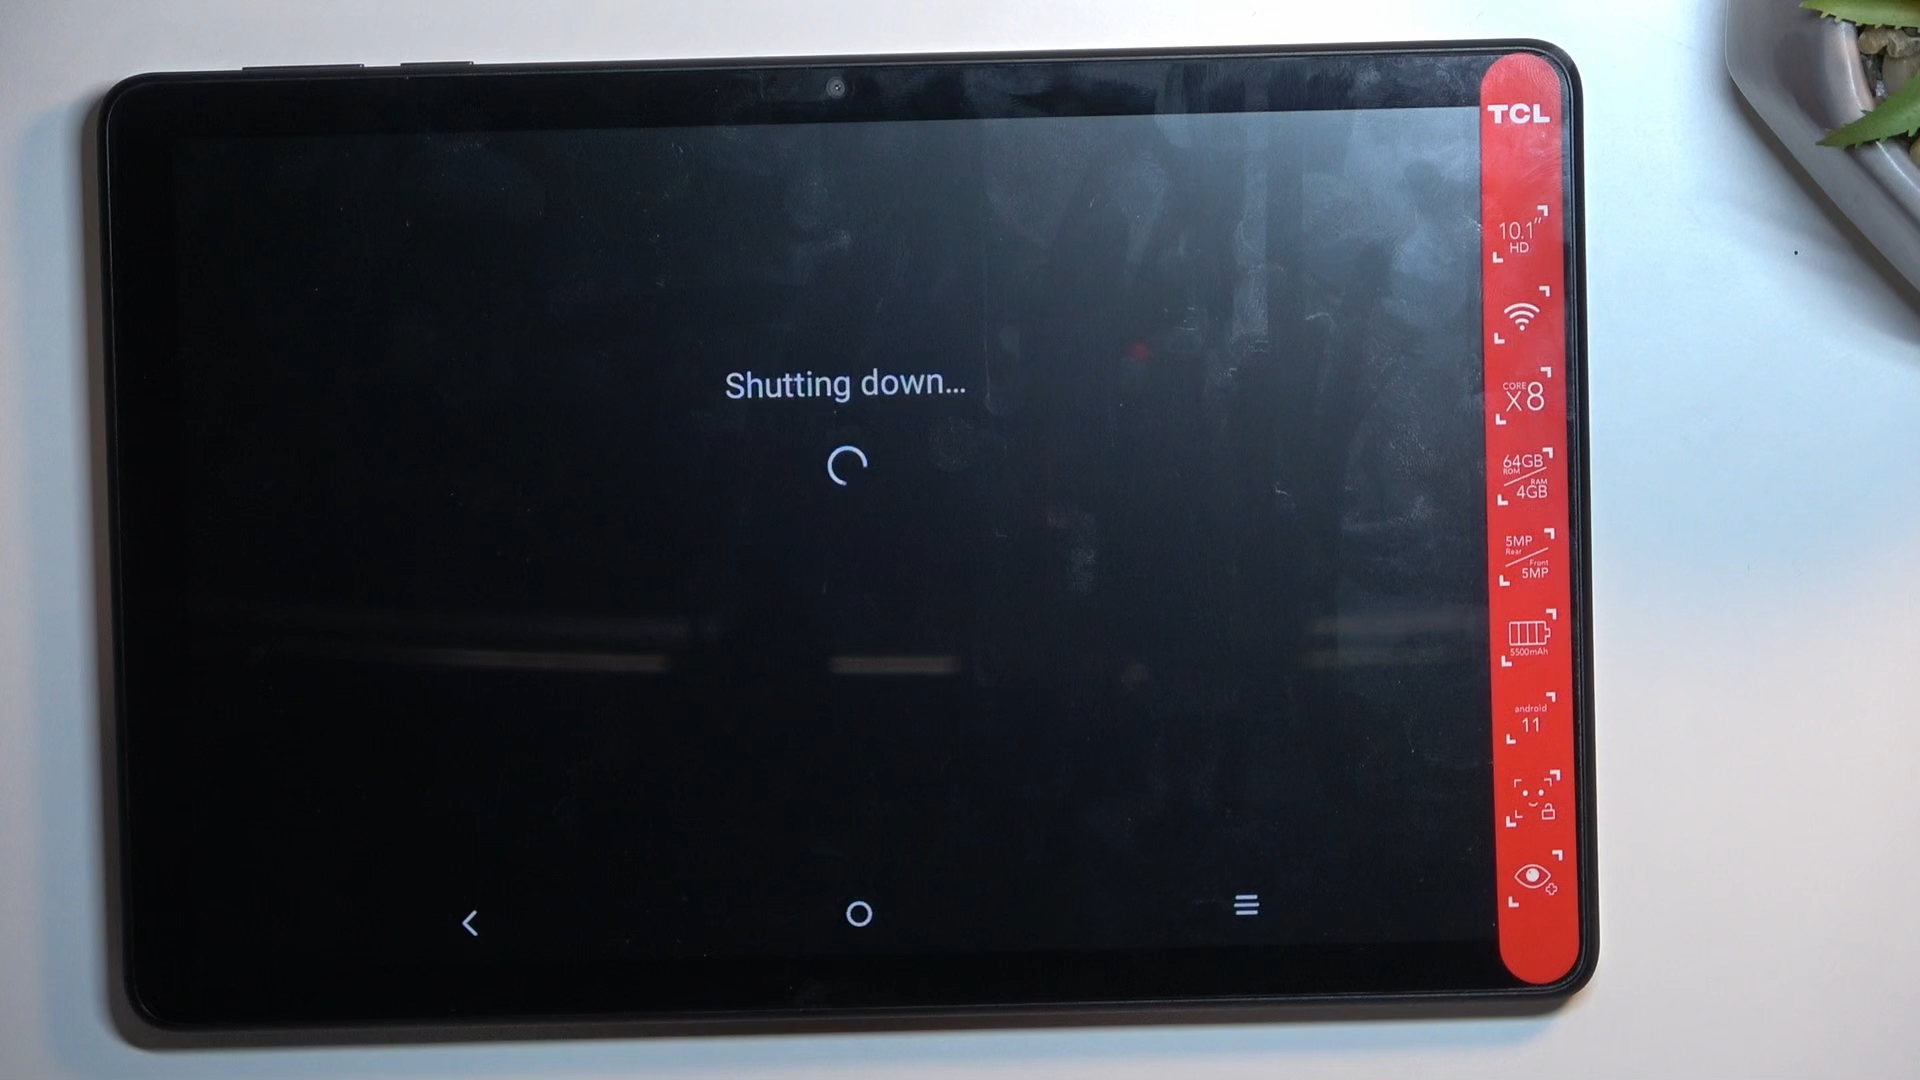 Shutting down...
TCL
10.1"
HD
CORE
X8
64GB
ROM
RAM
4GB
5MP
Rear
Front
5MP
5500mAh
android
11